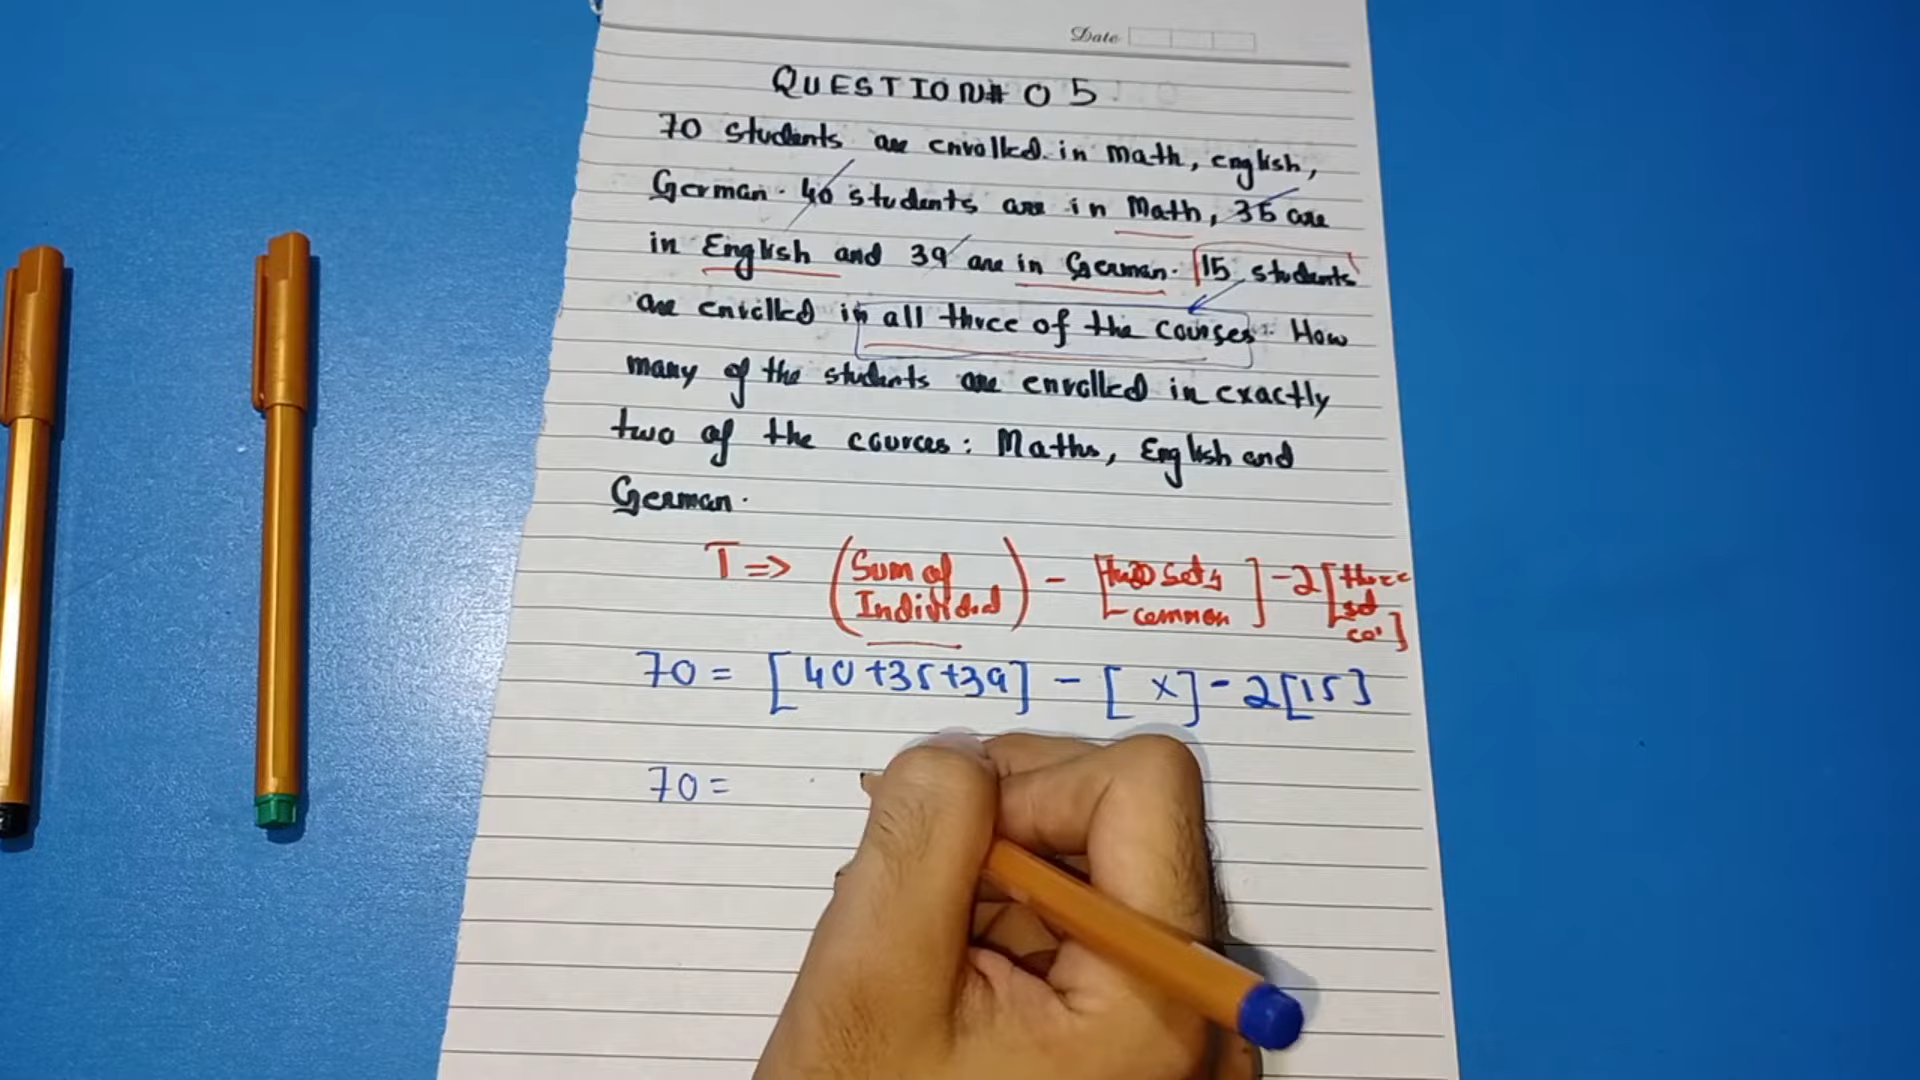 Date
QUESTION# 05
70 students are enrolled in Math, english,
German. 40 students are in Math, 35 are
in English and 39 are in German. 15 students
are enrolled in all three of the courses. How
many of the students are enrolled in exactly
two of the cources: Maths, English and
German.
T => (Sum of Individual) - [two sets common] -2[three set co.]
70 = [40+35+39] - [x] - 2[15]
70 =